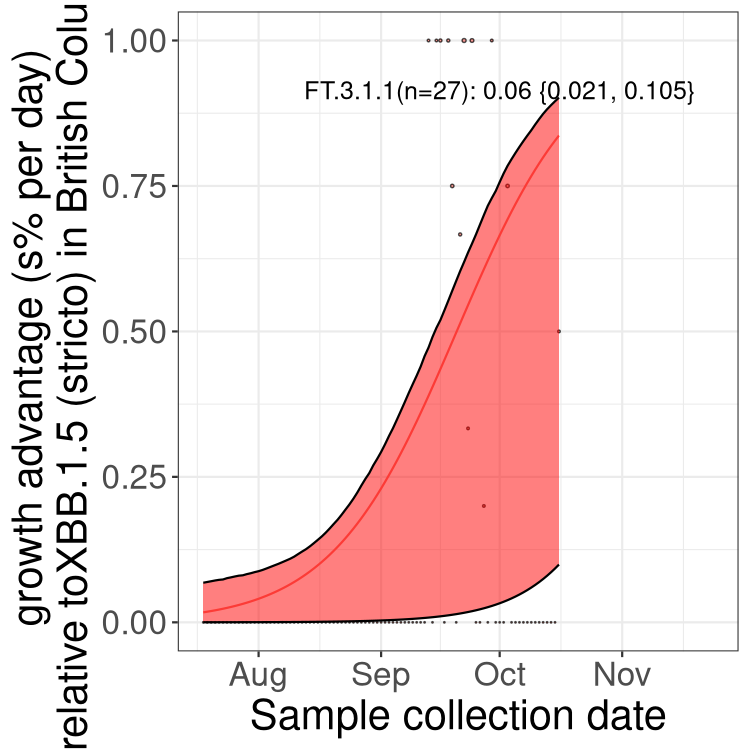 growth advantage (s% per day)
relative toXBB.1.5 (stricto) in British Colu
1.00
0.75
0.50
0.25
0.00
FT.3.1.1(n=27): 0.06 {0.021, 0.105}
Aug Sep Oct Nov
Sample collection date